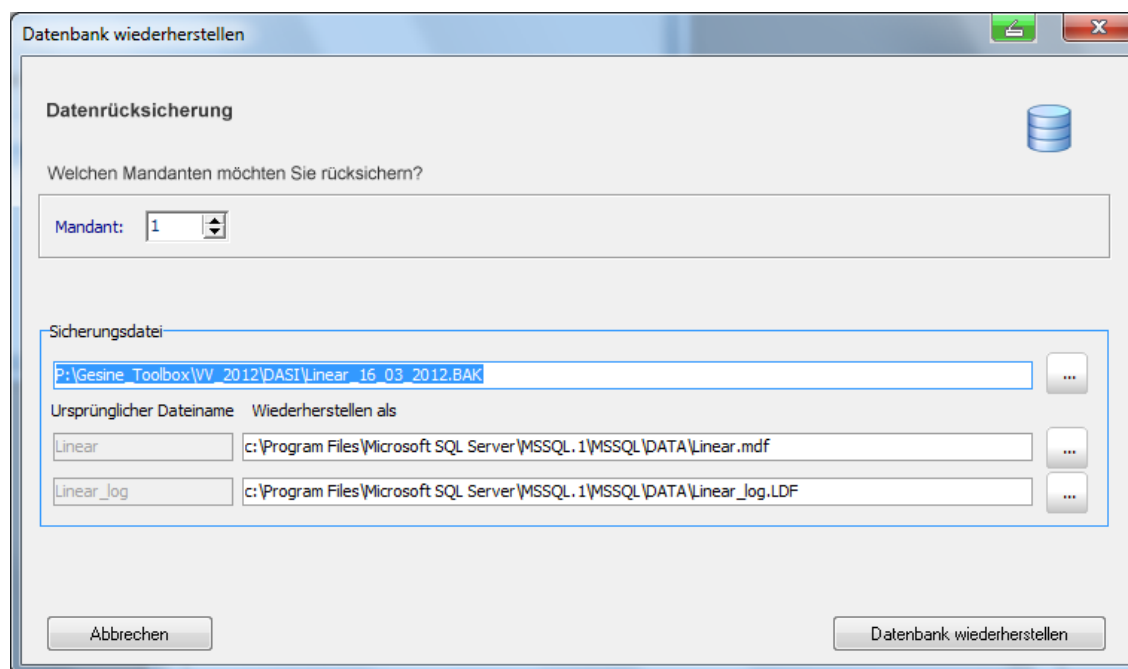 Datenbank wiederherstellen
Datenrücksicherung
Welchen Mandanten möchten Sie rücksichern?
Mandant: 1
Sicherungsdatei
P:\Gesine_Toolbox\VV_2012\DASI\Linear_16_03_2012.BAK
...
Ursprünglicher Dateiname Wiederherstellen als
Linear c:\Program Files\Microsoft SQL Server\MSSQL.1\MSSQL\DATA\Linear.mdf ...
Linear_log c:\Program Files\Microsoft SQL Server\MSSQL.1\MSSQL\DATA\Linear_log.LDF ...
Abbrechen Datenbank wiederherstellen